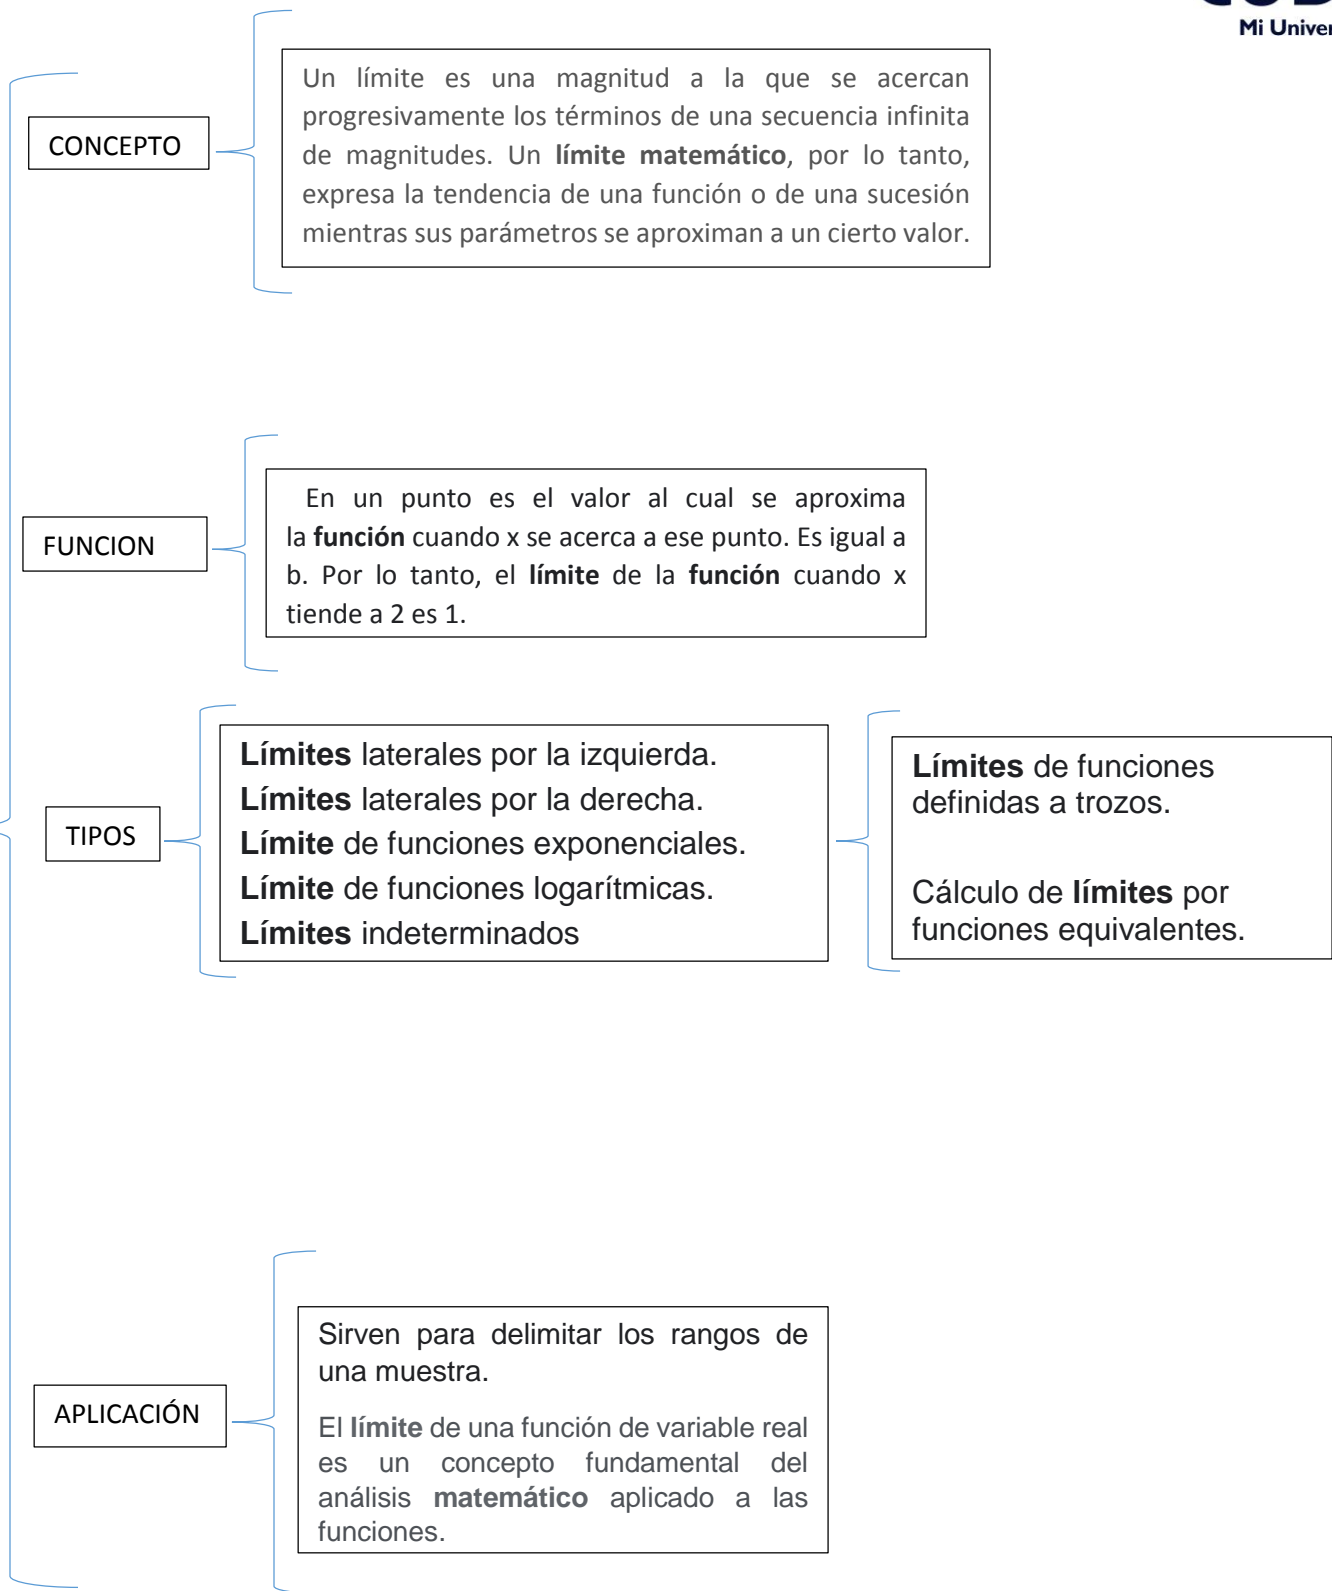 Mi Univer
CONCEPTO
Un límite es una magnitud a la que se acercan
progresivamente los términos de una secuencia infinita
de magnitudes. Un límite matemático, por lo tanto,
expresa la tendencia de una función o de una sucesión
mientras sus parámetros se aproximan a un cierto valor.
FUNCION
En un punto es el valor al cual se aproxima
la función cuando x se acerca a ese punto. Es igual a
b. Por lo tanto, el límite de la función cuando x
tiende a 2 es 1.
TIPOS
Límites laterales por la izquierda.
Límites laterales por la derecha.
Límite de funciones exponenciales.
Límite de funciones logarítmicas.
Límites indeterminados
Límites de funciones
definidas a trozos.
Cálculo de límites por
funciones equivalentes.
APLICACIÓN
Sirven para delimitar los rangos de
una muestra.
El límite de una función de variable real
es un concepto fundamental del
análisis matemático aplicado a las
funciones.